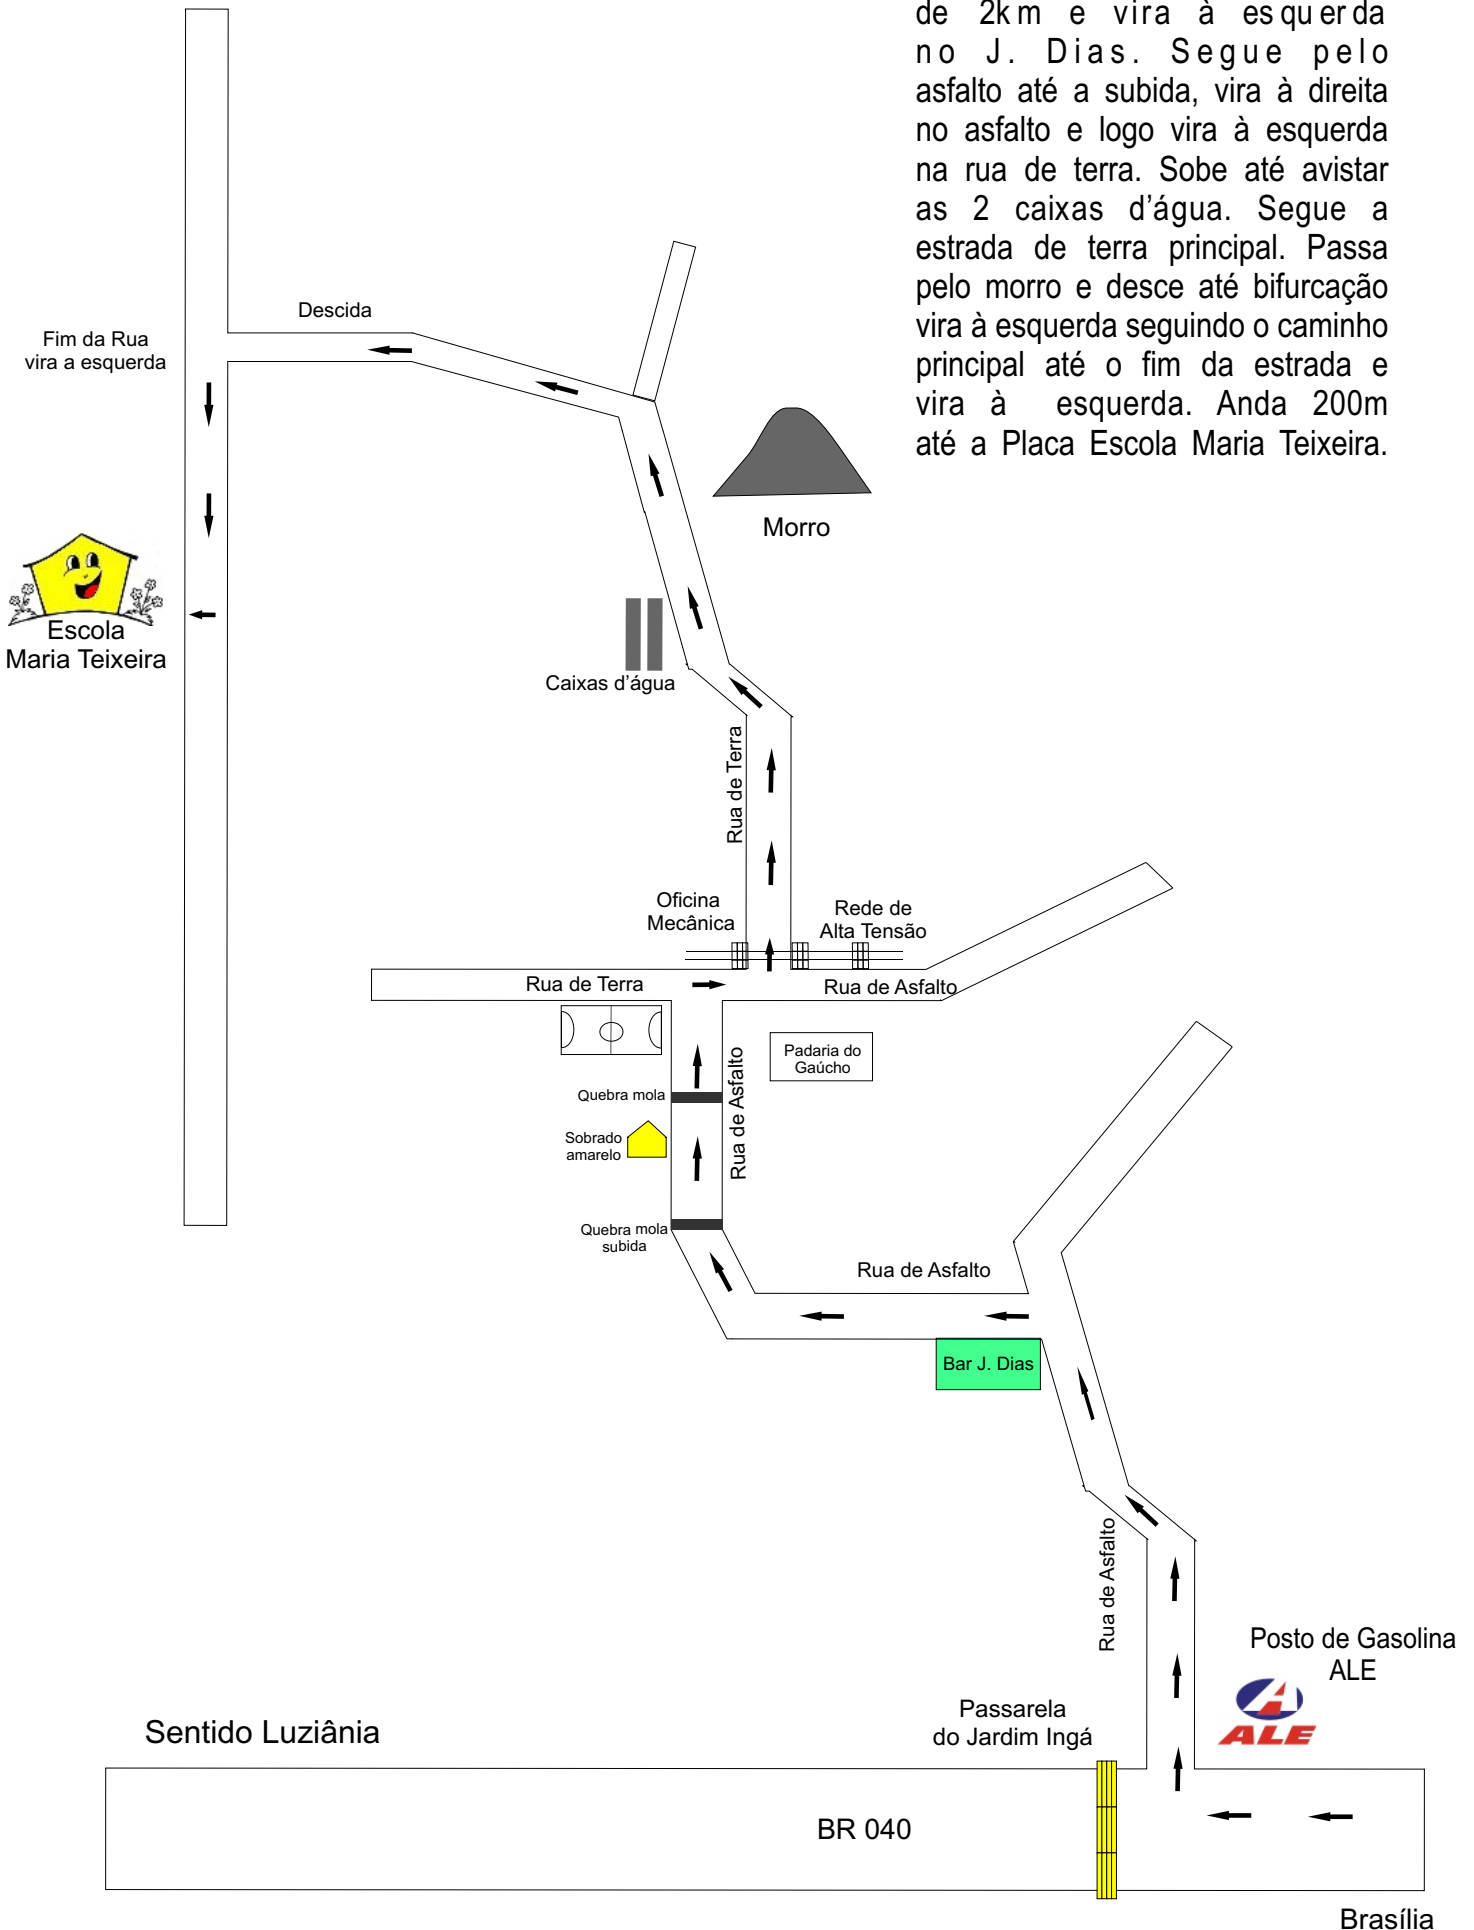 de 2km e vira à esquerda
no J. Dias. Segue pelo
asfalto até a subida, vira à direita
no asfalto e logo vira à esquerda
na rua de terra. Sobe até avistar
as 2 caixas d'água. Segue a
estrada de terra principal. Passa
pelo morro e desce até bifurcação
vira à esquerda seguindo o caminho
principal até o fim da estrada e
vira à esquerda. Anda 200m
até a Placa Escola Maria Teixeira.
Descida
Fim da Rua
vira a esquerda
Morro
Escola
Maria Teixeira
Caixas d'água
Rua de Terra
Oficina
Mecânica
Rede de
Alta Tensão
Rua de Terra
Rua de Asfalto
Padaria do
Gaúcho
Rua de Asfalto
Quebra mola
Sobrado
amarelo
Quebra mola
subida
Rua de Asfalto
Bar J. Dias
Rua de Asfalto
Posto de Gasolina
ALE
ALE
Passarela
do Jardim Ingá
Sentido Luziânia
BR 040
Brasília